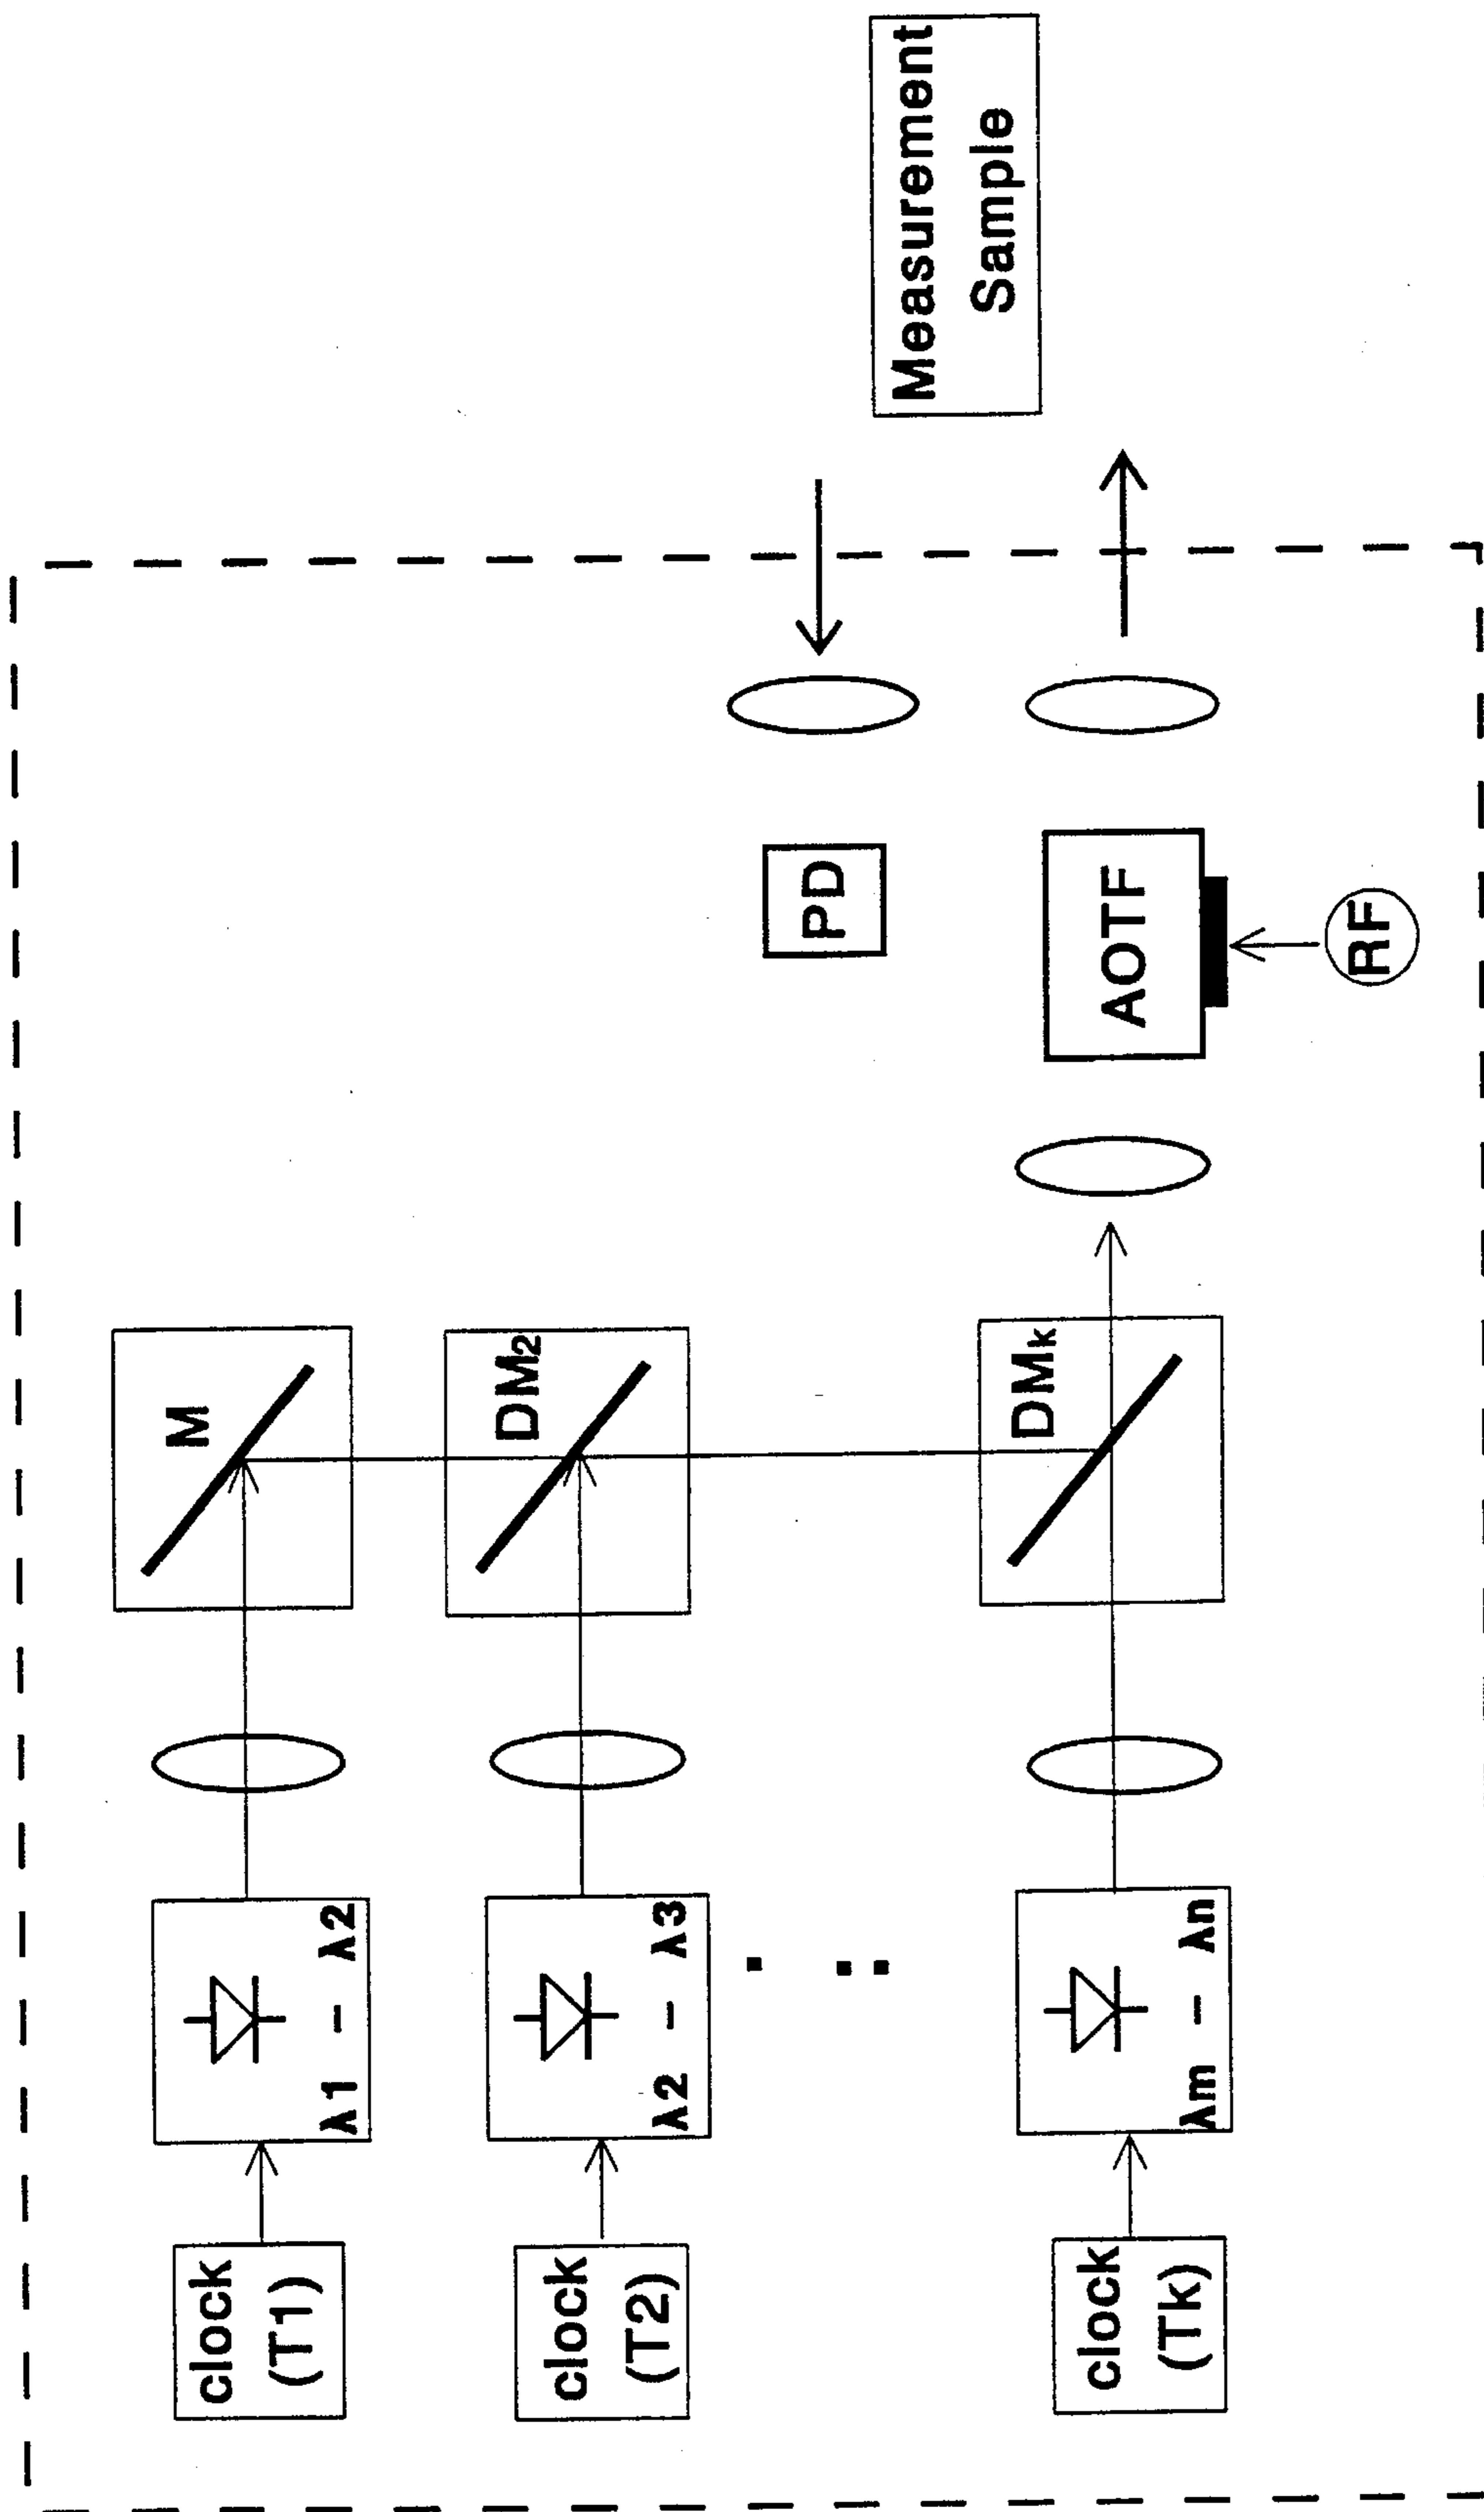 clock
(T1)
λ1 – λ2
M
clock
(T2)
λ2 – λ3
DM2
clock
(Tk)
λm – λn
DMK
PD
AOTF
RF
Measurement
Sample